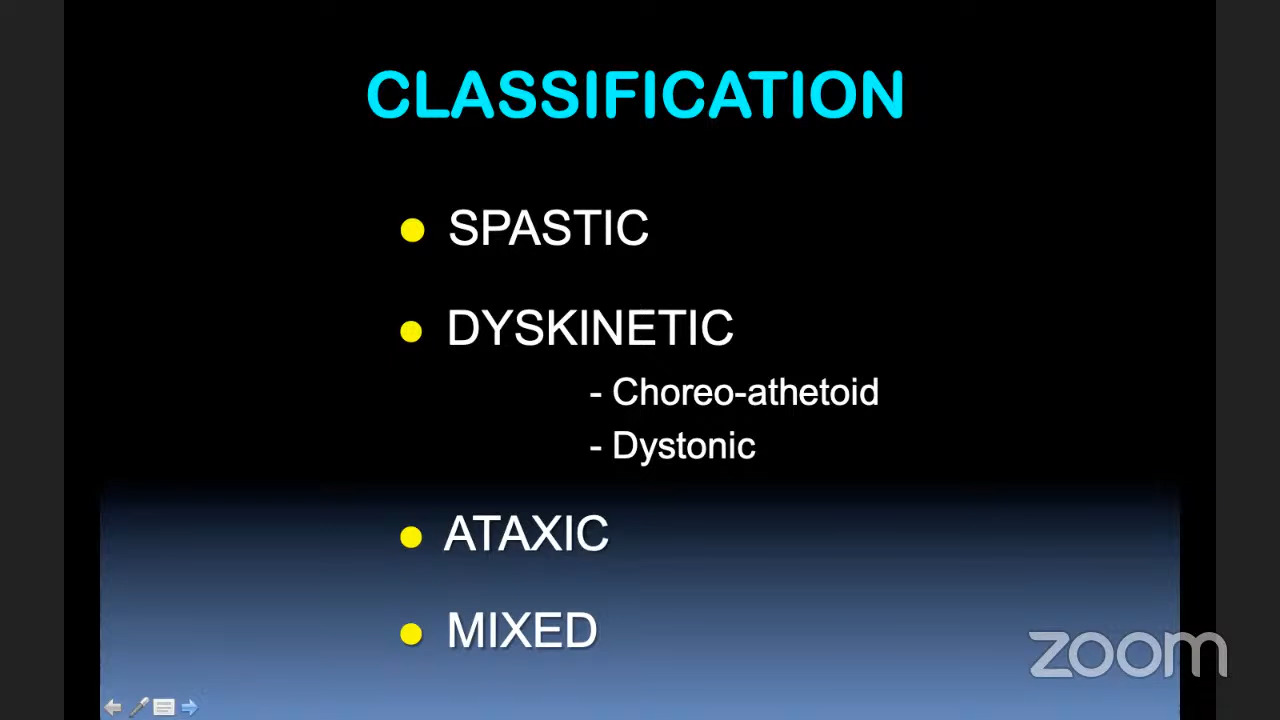 CLASSIFICATION
SPASTIC
DYSKINETIC
- Choreo-athetoid
- Dystonic
ATAXIC
MIXED
zoom